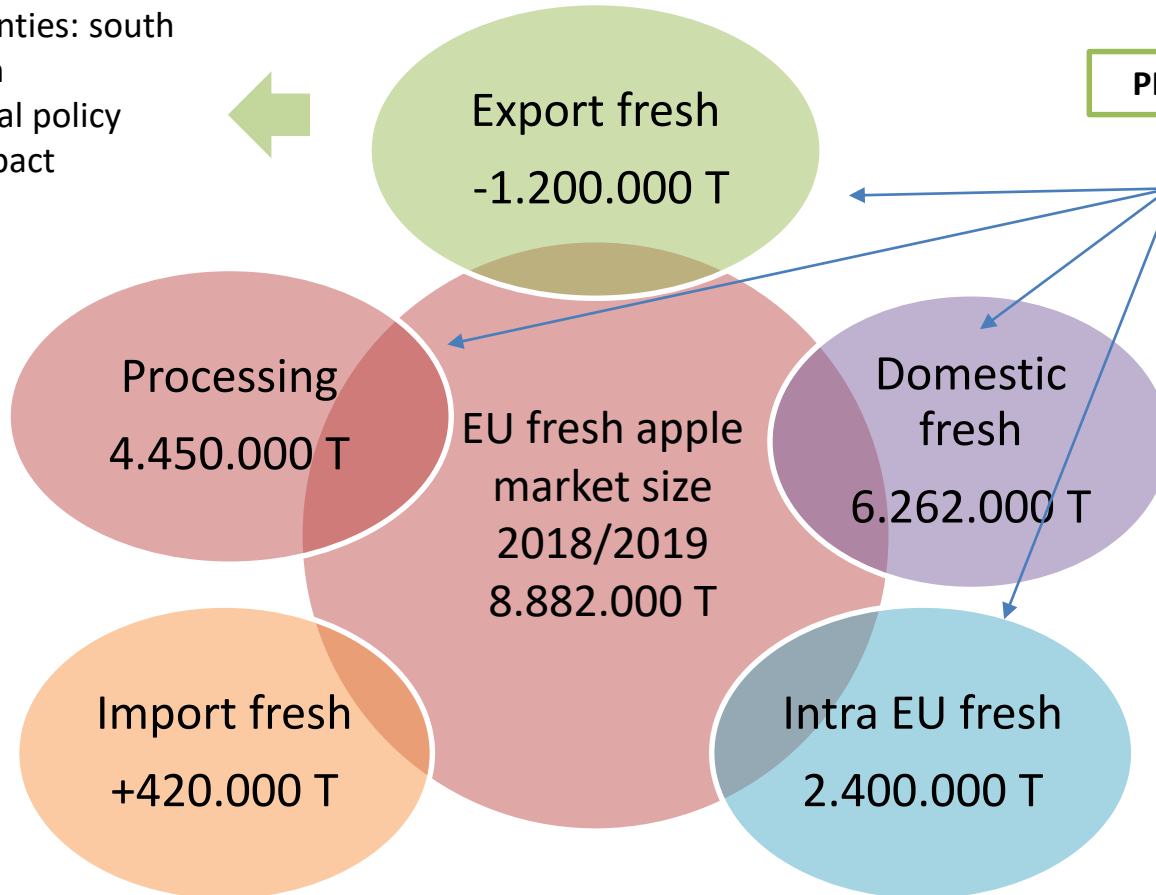 nties: south
al policy
pact
Export fresh
-1.200.000 T
Processing
4.450.000 T
EU fresh apple
market size
2018/2019
8.882.000 T
Domestic
fresh
6.262.000 T
Import fresh
+420.000 T
Intra EU fresh
2.400.000 T